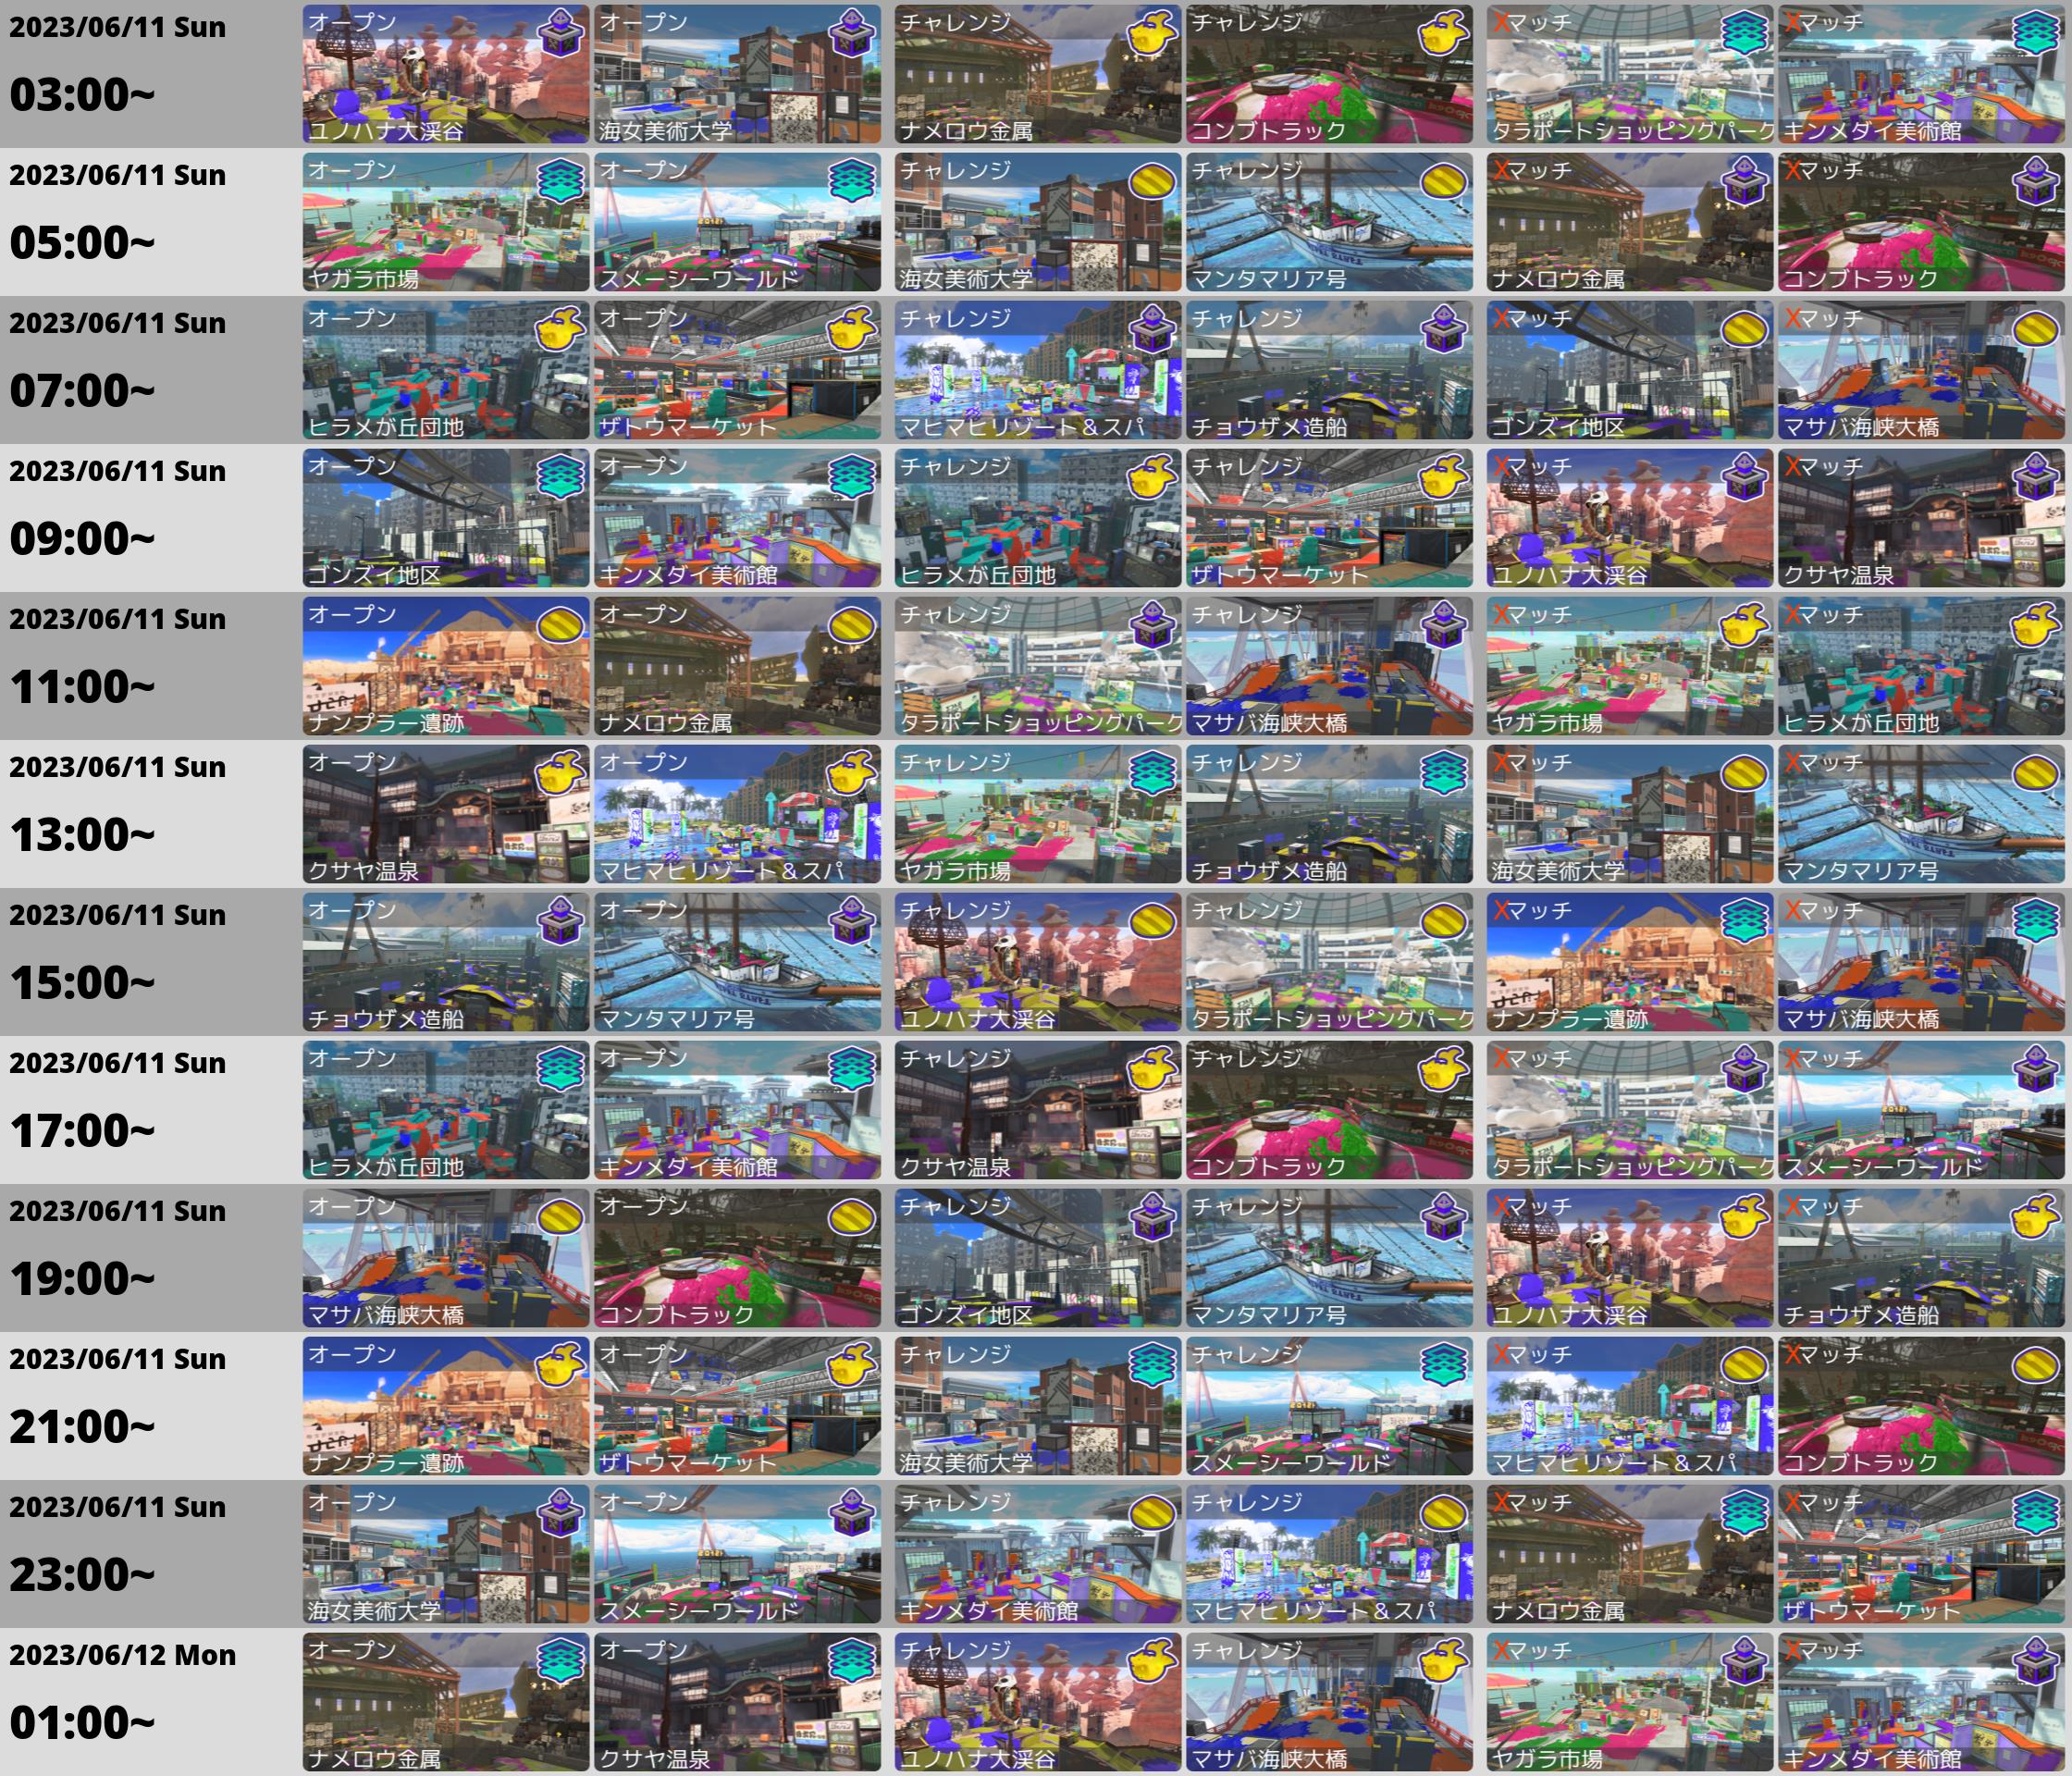 2023/06/11 Sun
03:00~
オープン
ユノハナ大渓谷
オープン
海女美術大学
チャレンジ
ナメロウ金属
チャレンジ
コンブトラック
Xマッチ
タラポートショッピングパーク
Xマッチ
キンメダイ美術館
2023/06/11 Sun
05:00~
オープン
ヤガラ市場
オープン
スメーシーワールド
チャレンジ
海女美術大学
チャレンジ
マンタマリア号
Xマッチ
ナメロウ金属
Xマッチ
コンブトラック
2023/06/11 Sun
07:00~
オープン
ヒラメが丘団地
オープン
ザトウマーケット
チャレンジ
マヒマヒリゾート＆スパ
チャレンジ
チョウザメ造船
Xマッチ
ゴンズイ地区
Xマッチ
マサバ海峡大橋
2023/06/11 Sun
09:00~
オープン
ゴンズイ地区
オープン
キンメダイ美術館
チャレンジ
ヒラメが丘団地
チャレンジ
ザトウマーケット
Xマッチ
ユノハナ大渓谷
Xマッチ
クサヤ温泉
2023/06/11 Sun
11:00~
オープン
ナンプラー遺跡
オープン
ナメロウ金属
チャレンジ
タラポートショッピングパーク
チャレンジ
マサバ海峡大橋
Xマッチ
ヤガラ市場
Xマッチ
ヒラメが丘団地
2023/06/11 Sun
13:00~
オープン
クサヤ温泉
オープン
マヒマヒリゾート＆スパ
チャレンジ
ヤガラ市場
チャレンジ
チョウザメ造船
Xマッチ
海女美術大学
Xマッチ
マンタマリア号
2023/06/11 Sun
15:00~
オープン
チョウザメ造船
オープン
マンタマリア号
チャレンジ
ユノハナ大渓谷
チャレンジ
タラポートショッピングパーク
Xマッチ
ナンプラー遺跡
Xマッチ
マサバ海峡大橋
2023/06/11 Sun
17:00~
オープン
ヒラメが丘団地
オープン
キンメダイ美術館
チャレンジ
クサヤ温泉
チャレンジ
コンブトラック
Xマッチ
タラポートショッピングパーク
Xマッチ
スメーシーワールド
2023/06/11 Sun
19:00~
オープン
マサバ海峡大橋
オープン
コンブトラック
チャレンジ
ゴンズイ地区
チャレンジ
マンタマリア号
Xマッチ
ユノハナ大渓谷
Xマッチ
チョウザメ造船
2023/06/11 Sun
21:00~
オープン
ナンプラー遺跡
オープン
ザトウマーケット
チャレンジ
海女美術大学
チャレンジ
スメーシーワールド
Xマッチ
マヒマヒリゾート＆スパ
Xマッチ
コンブトラック
2023/06/11 Sun
23:00~
オープン
海女美術大学
オープン
スメーシーワールド
チャレンジ
キンメダイ美術館
チャレンジ
マヒマヒリゾート＆スパ
Xマッチ
ナメロウ金属
Xマッチ
ザトウマーケット
2023/06/12 Mon
01:00~
オープン
ナメロウ金属
オープン
クサヤ温泉
チャレンジ
ユノハナ大渓谷
チャレンジ
マサバ海峡大橋
Xマッチ
ヤガラ市場
Xマッチ
キンメダイ美術館